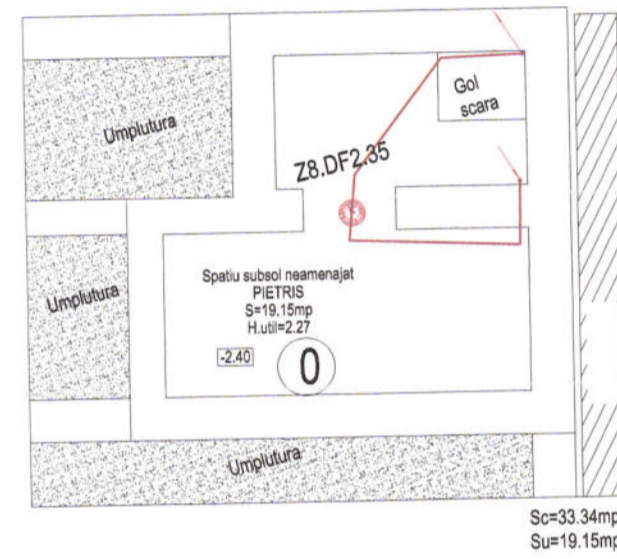 Umplutura
Gol
scara
Z8.DF2.35
Umplutura
Spatiu subsol neamenajat
PIETRIS
S=19.15mp
H.util=2.27
-2.40
0
Umplutura
Sc=33.34mp
Su=19.15mp